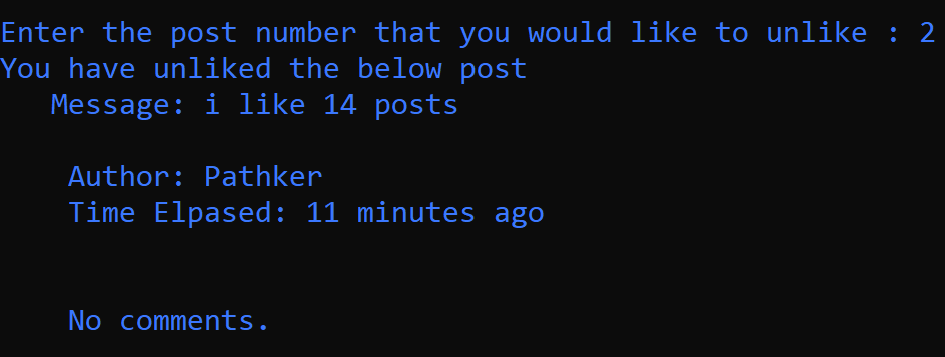 Enter the post number that you would like to unlike : 2
You have unliked the below post
Message: i like 14 posts
Author: Pathker
Time Elpased: 11 minutes ago
No comments.